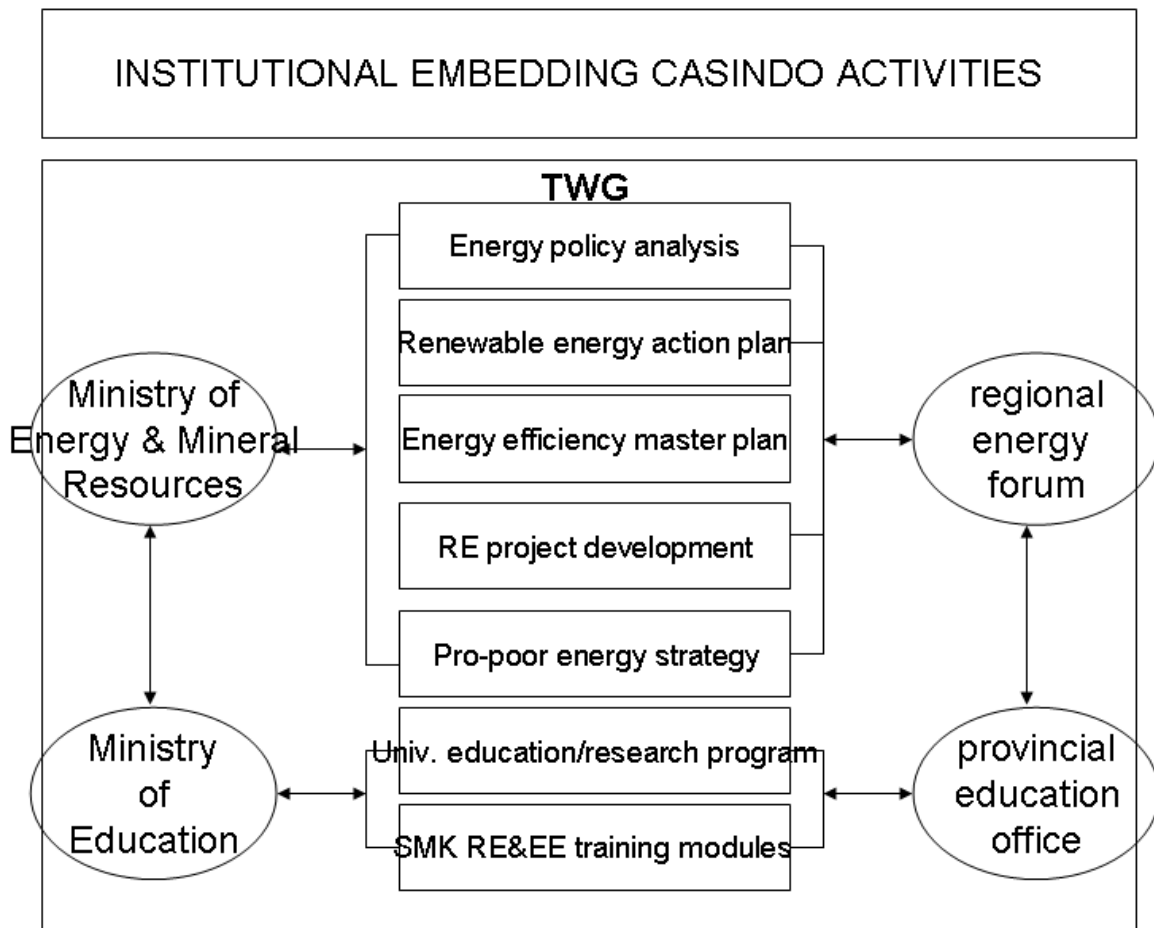 INSTITUTIONAL EMBEDDING CASINDO ACTIVITIES
TWG
Energy policy analysis
Renewable energy action plan
Energy efficiency master plan
RE project development
Pro-poor energy strategy
Univ. education/research program
SMK RE&EE training modules
Ministry of
Energy & Mineral
Resources
Ministry
of
Education
regional
energy
forum
provincial
education
office